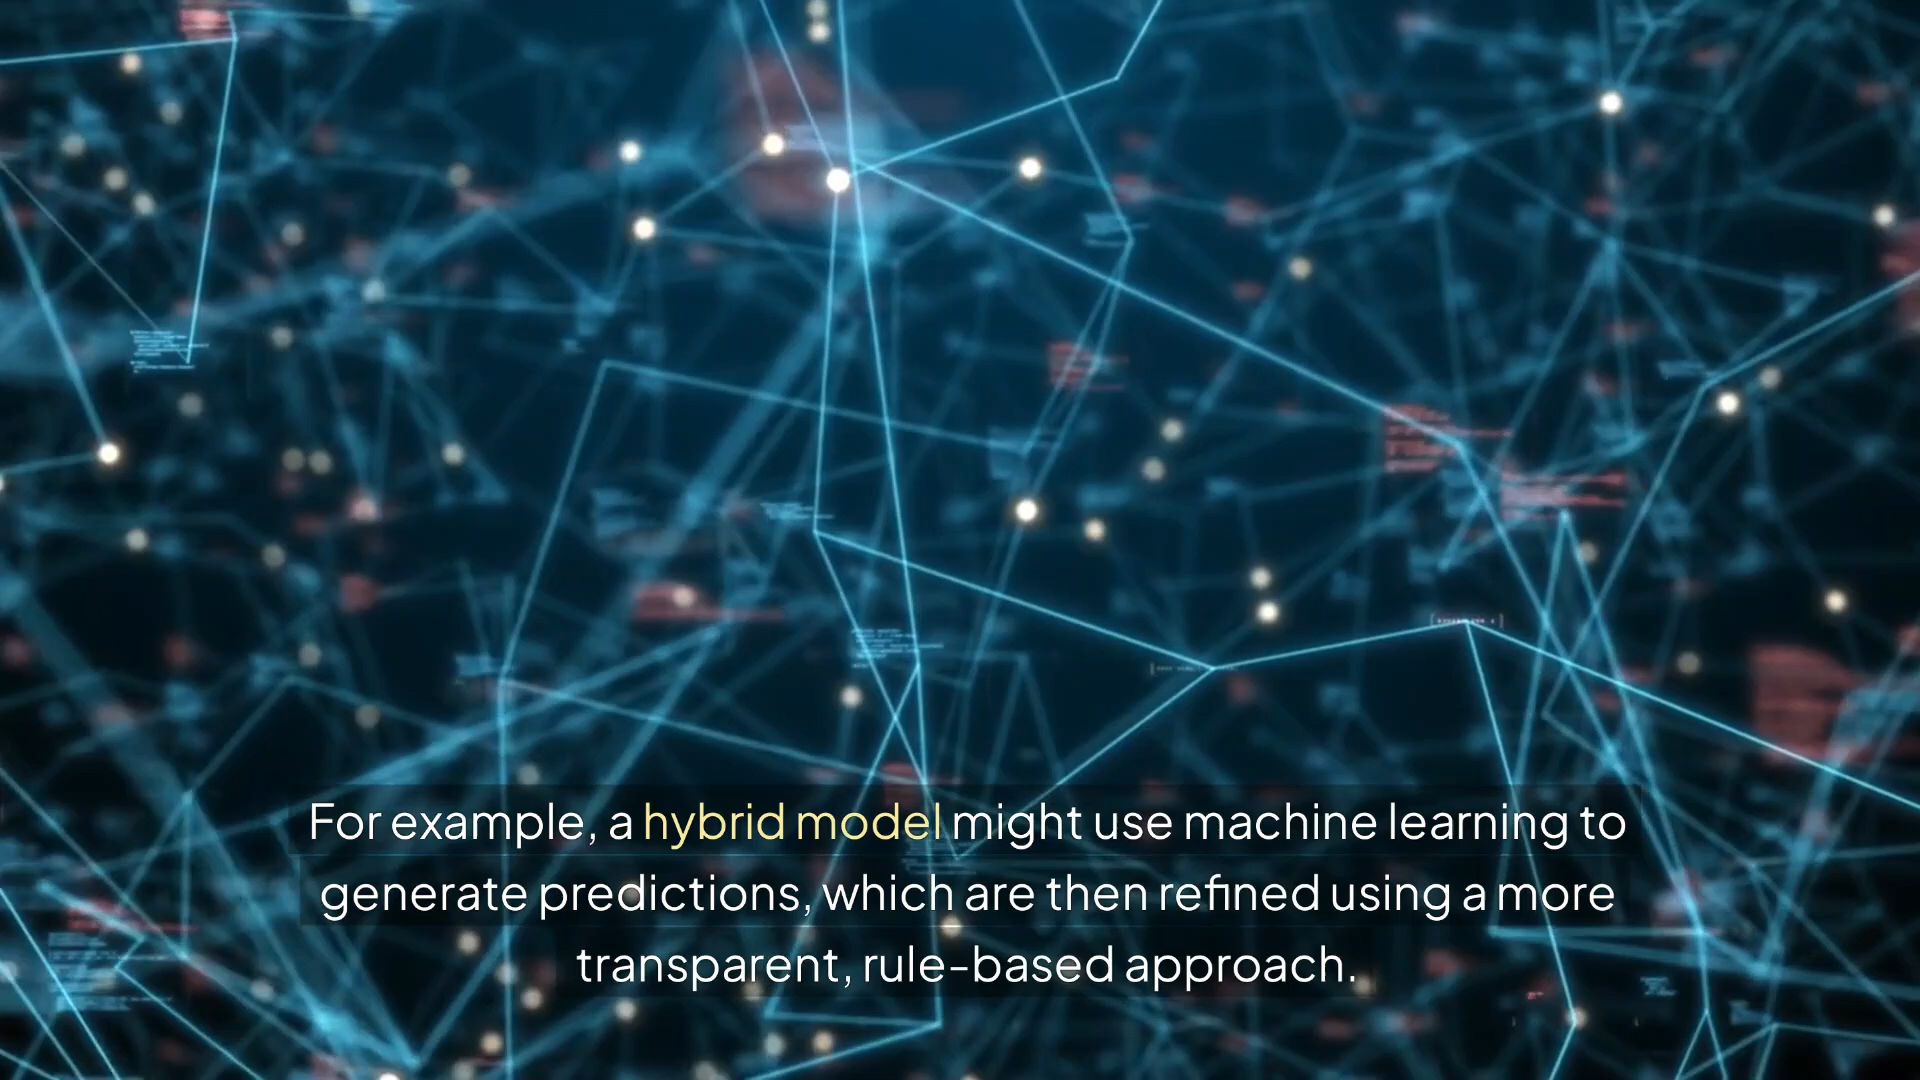 For example, a hybrid model might use machine learning to
generate predictions, which are then refined using a more
transparent, rule-based approach.